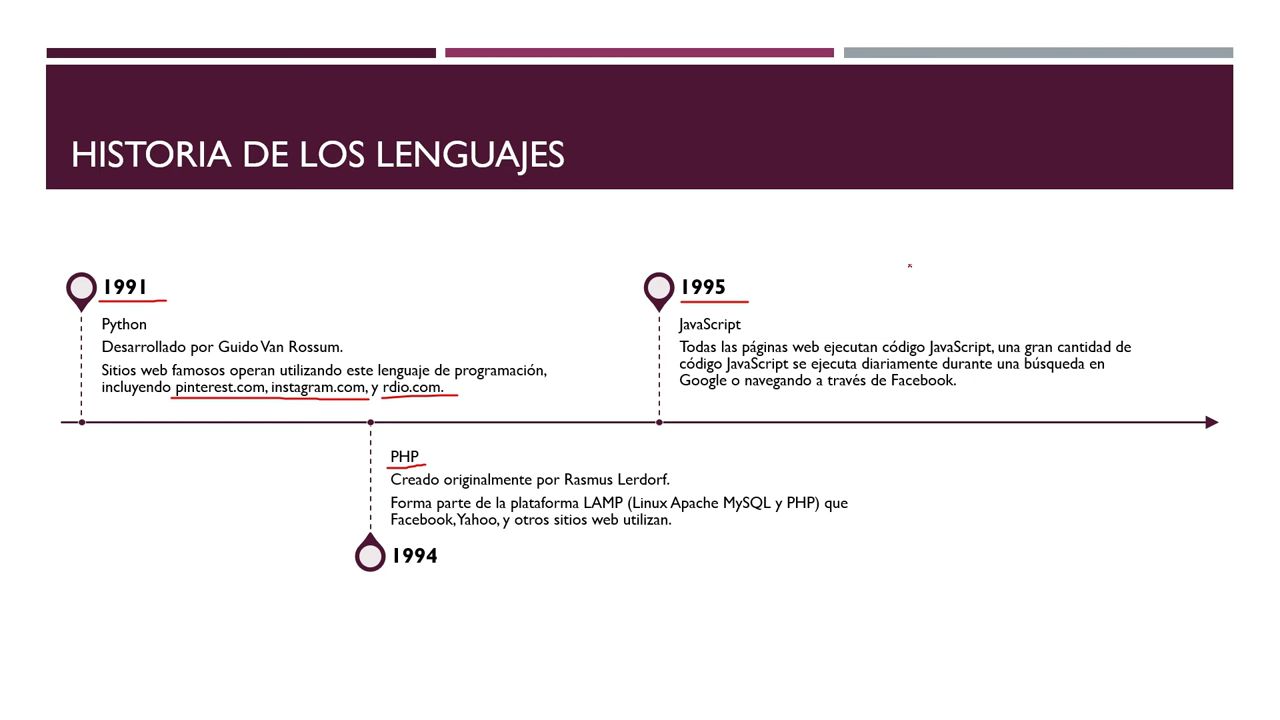 HISTORIA DE LOS LENGUAJES
1991
Python
Desarrollado por Guido Van Rossum.
Sitios web famosos operan utilizando este lenguaje de programación,
incluyendo pinterest.com, instagram.com, y rdio.com.
PHP
Creado originalmente por Rasmus Lerdorf.
Forma parte de la plataforma LAMP (Linux Apache MySQL y PHP) que
Facebook, Yahoo, y otros sitios web utilizan.
1994
1995
JavaScript
Todas las páginas web ejecutan código JavaScript, una gran cantidad de
código JavaScript se ejecuta diariamente durante una búsqueda en
Google o navegando a través de Facebook.